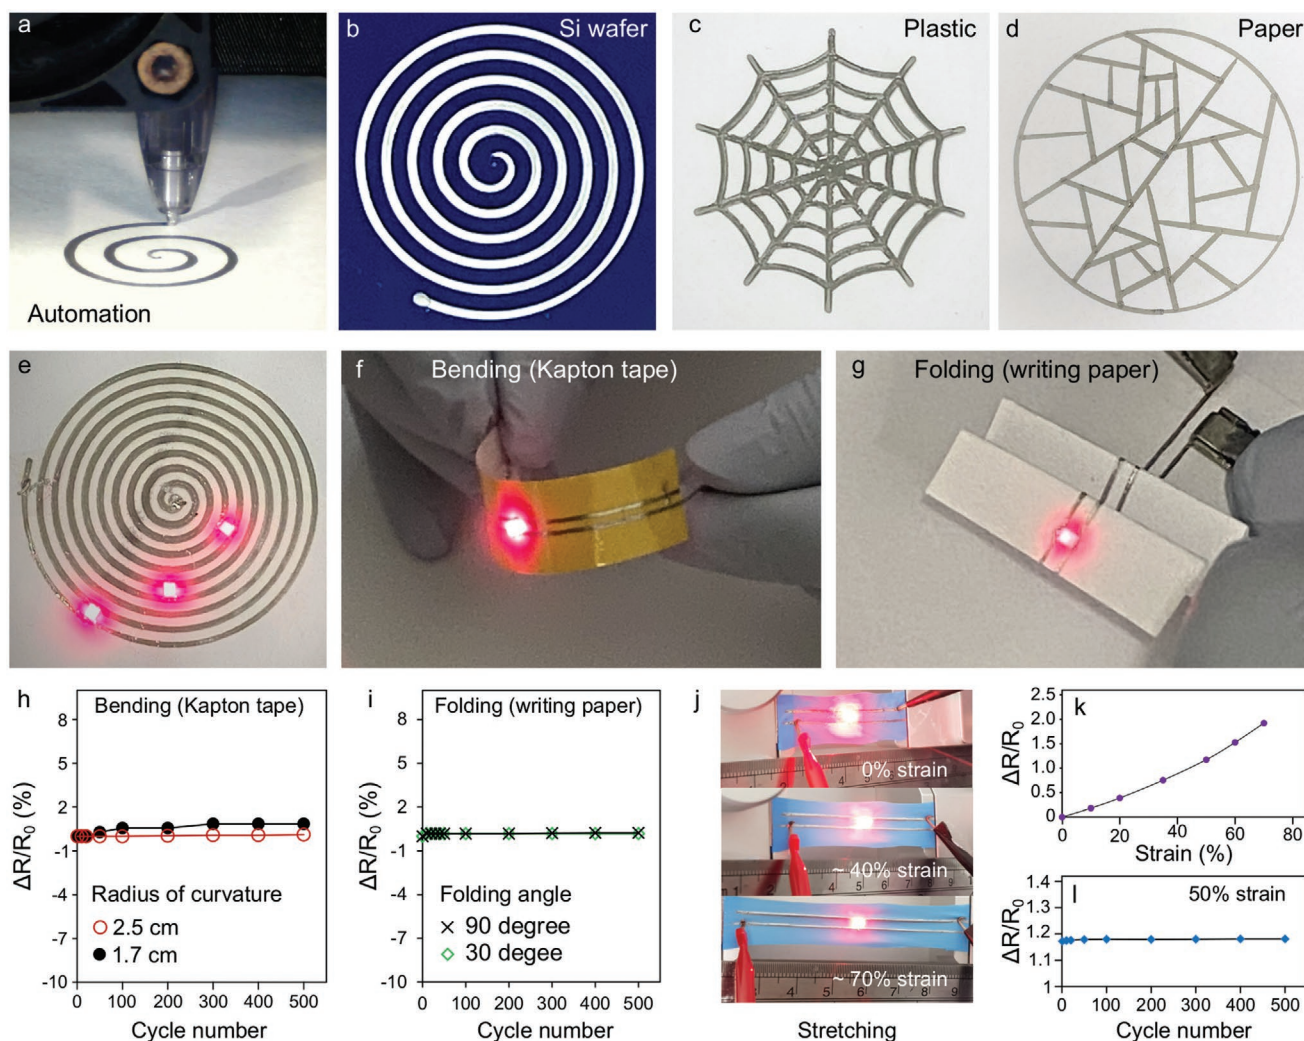 a
Automation
b
Si wafer
c
Plastic
d
Paper
e
f
Bending (Kapton tape)
g
Folding (writing paper)
h
Bending (Kapton tape)
ΔR/R0 (%)
8
2
-1
-4
-10
Radius of curvature
2.5 cm
1.7 cm
0 100 200 300 400 500
Cycle number
i
Folding (writing paper)
ΔR/R0 (%)
8
2
-1
-4
-10
Folding angle
90 degree
30 degee
0 100 200 300 400 500
Cycle number
j
0% strain
~ 40% strain
~ 70% strain
Stretching
k
ΔR/R0
2.5
2.0
1.5
1.0
0.5
0.0
0 20 40 60 80
Strain (%)
l
50% strain
ΔR/R0
1.4
1.3
1.2
1.1
1
0 100 200 300 400 500
Cycle number